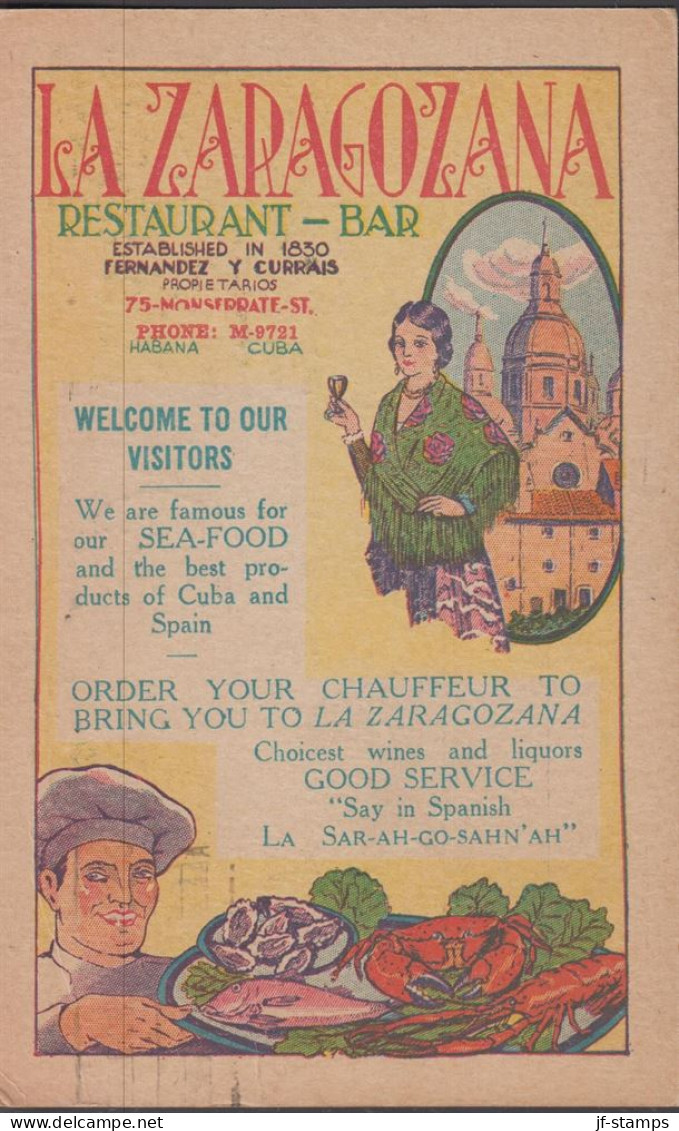 LA ZARAGOZANA
RESTAURANT – BAR
ESTABLISHED IN 1830
FERNANDEZ Y CURRAIS
PROPIETARIOS
75-MONSERRATE-ST.
PHONE: M-9721
HABANA CUBA
WELCOME TO OUR
VISITORS
We are famous for
our SEA-FOOD
and the best pro-
ducts of Cuba and
Spain
ORDER YOUR CHAUFFEUR TO
BRING YOU TO LA ZARAGOZANA
Choicest wines and liquors
GOOD SERVICE
"Say in Spanish
LA SAR-AH-GO-SAHN'AH"
jf-stamps